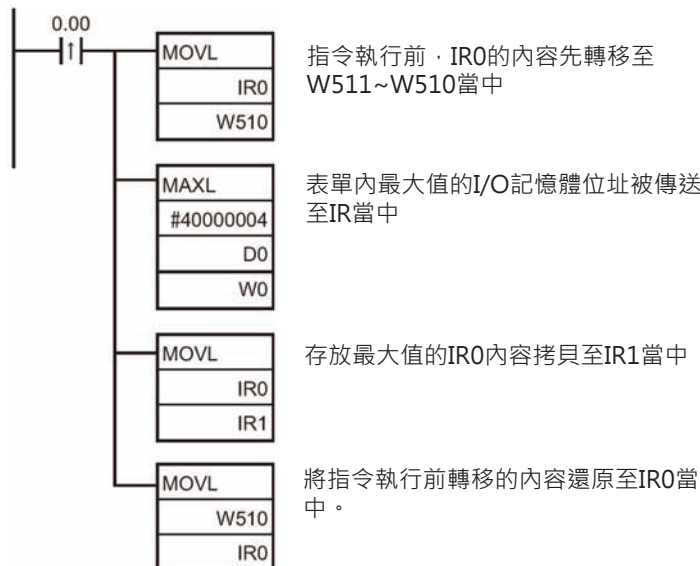 0.00
↑
MOVL
IR0
W510
指令執行前，IR0的內容先轉移至
W511~W510當中
MAXL
#40000004
D0
W0
表單內最大值的I/O記憶體位址被傳送
至IR當中
MOVL
IR0
IR1
存放最大值的IR0內容拷貝至IR1當中
MOVL
W510
IR0
將指令執行前轉移的內容還原至IR0當
中。